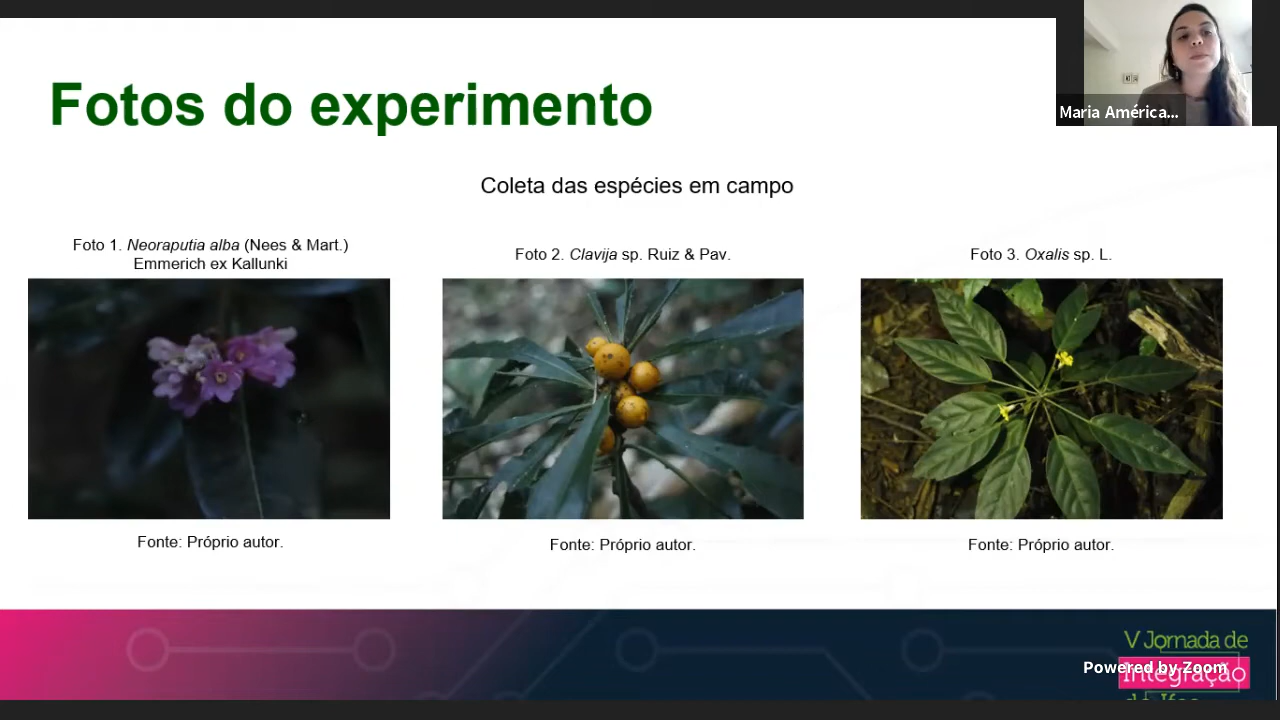 Fotos do experimento
Maria América...
Coleta das espécies em campo
Foto 1. Neoraputia alba (Nees & Mart.)
Emmerich ex Kallunki
Foto 2. Clavija sp. Ruiz & Pav.
Foto 3. Oxalis sp. L.
Fonte: Próprio autor.
Fonte: Próprio autor.
Fonte: Próprio autor.
V Jornada de
Integração
Powered by Zoom